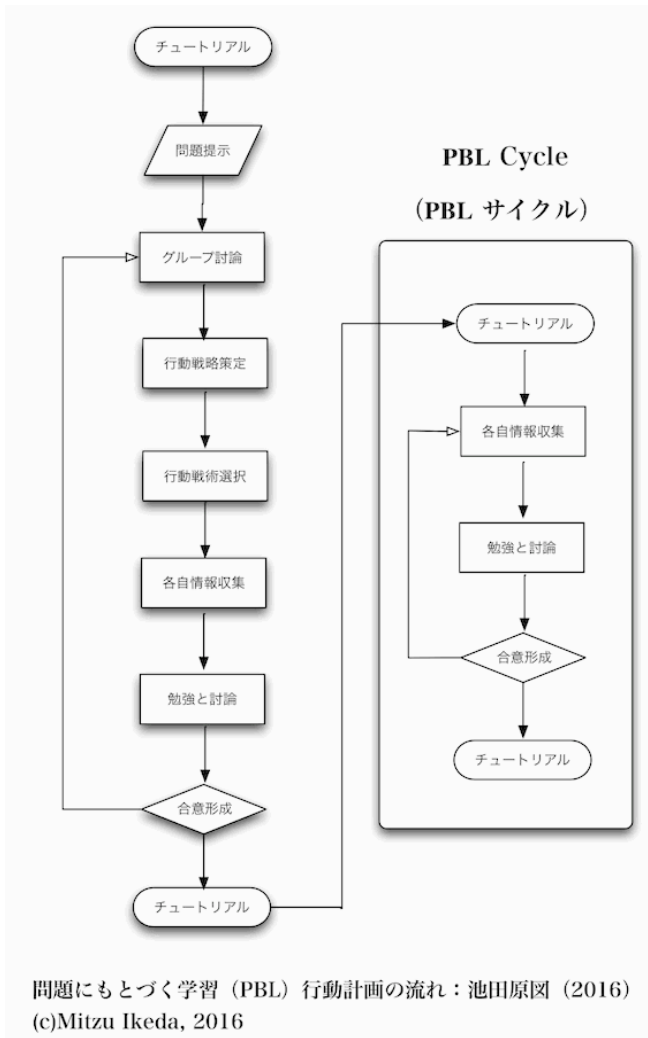 チュートリアル
問題提示
グループ討論
行動戦略策定
行動戦術選択
各自情報収集
勉強と討論
合意形成
チュートリアル
PBL Cycle
(PBL サイクル)
チュートリアル
各自情報収集
勉強と討論
合意形成
チュートリアル
問題にもとづく学習（PBL）行動計画の流れ：池田原図（2016）
(c)Mitzu Ikeda, 2016